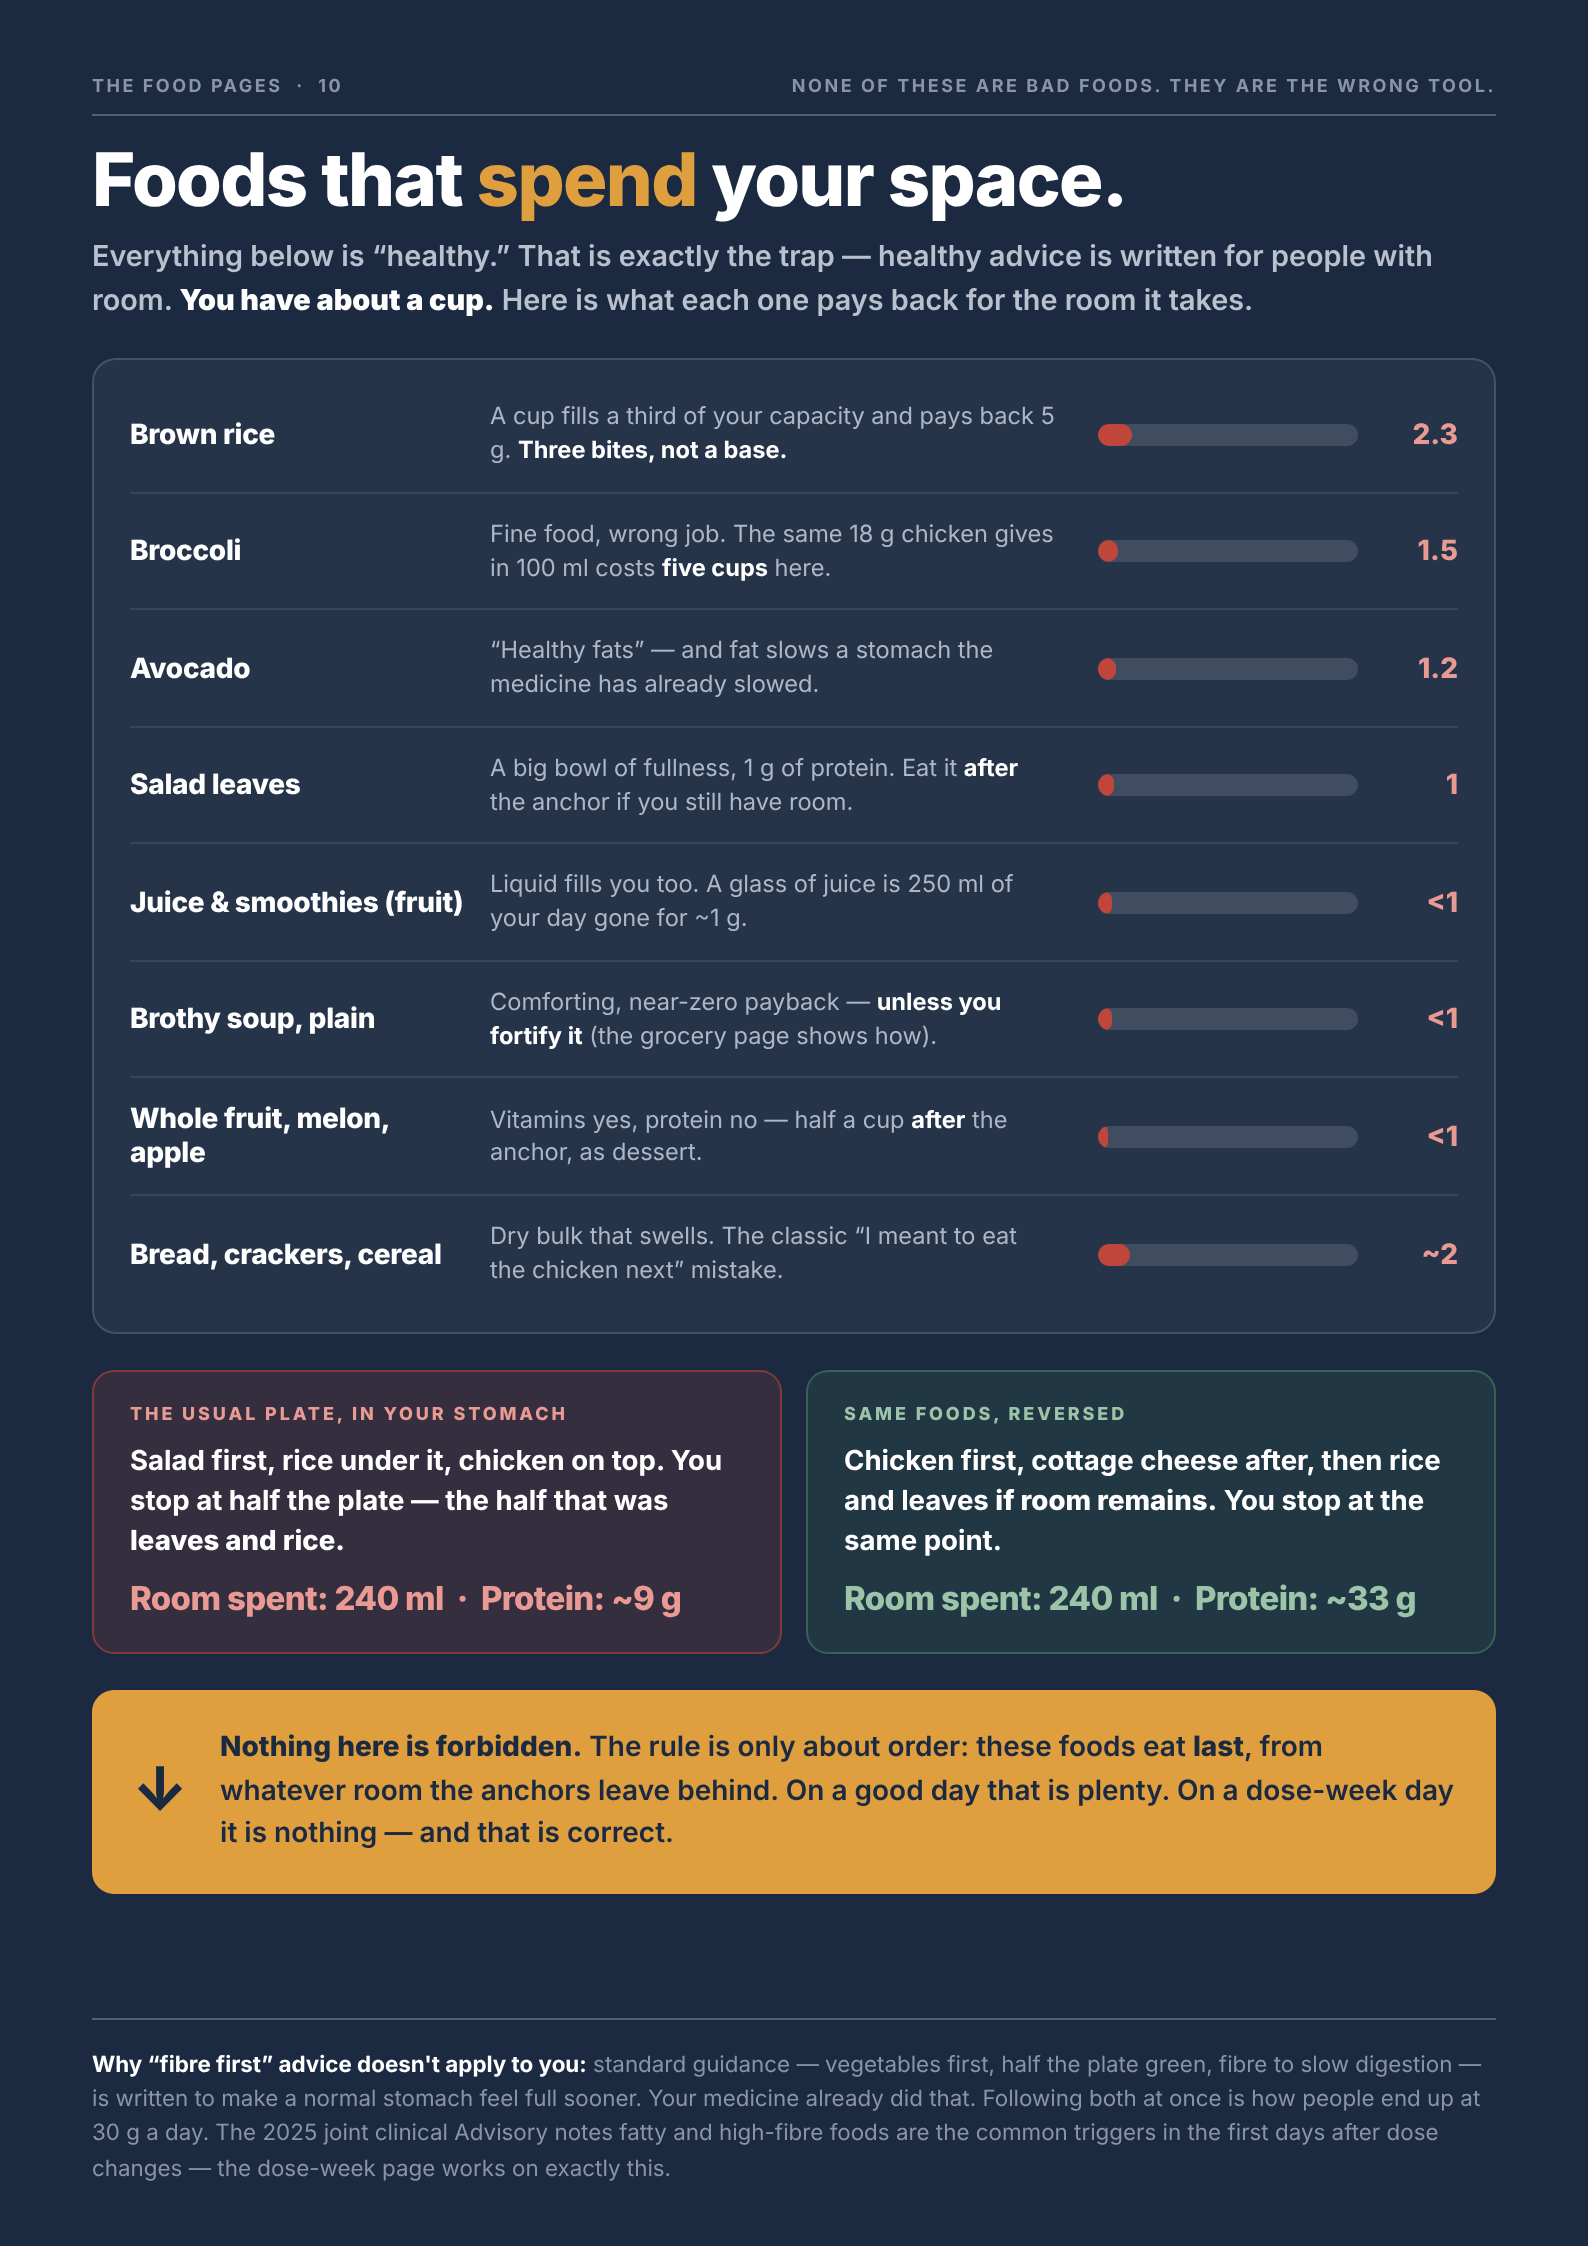 THE FOOD PAGES · 10
NONE OF THESE ARE BAD FOODS. THEY ARE THE WRONG TOOL.
Foods that spend your space.
Everything below is “healthy.” That is exactly the trap — healthy advice is written for people with
room. You have about a cup. Here is what each one pays back for the room it takes.
Brown rice
A cup fills a third of your capacity and pays back 5
g. Three bites, not a base.
2.3
Broccoli
Fine food, wrong job. The same 18 g chicken gives
in 100 ml costs five cups here.
1.5
Avocado
“Healthy fats” — and fat slows a stomach the
medicine has already slowed.
1.2
Salad leaves
A big bowl of fullness, 1 g of protein. Eat it after
the anchor if you still have room.
1
Juice & smoothies (fruit)
Liquid fills you too. A glass of juice is 250 ml of
your day gone for ~1 g.
<1
Brothy soup, plain
Comforting, near-zero payback — unless you
fortify it (the grocery page shows how).
<1
Whole fruit, melon,
apple
Vitamins yes, protein no — half a cup after the
anchor, as dessert.
<1
Bread, crackers, cereal
Dry bulk that swells. The classic “I meant to eat
the chicken next” mistake.
~2
THE USUAL PLATE, IN YOUR STOMACH
Salad first, rice under it, chicken on top. You
stop at half the plate — the half that was
leaves and rice.
Room spent: 240 ml · Protein: ~9 g
SAME FOODS, REVERSED
Chicken first, cottage cheese after, then rice
and leaves if room remains. You stop at the
same point.
Room spent: 240 ml · Protein: ~33 g
Nothing here is forbidden. The rule is only about order: these foods eat last, from
whatever room the anchors leave behind. On a good day that is plenty. On a dose-week day
it is nothing — and that is correct.
Why “fibre first” advice doesn't apply to you: standard guidance — vegetables first, half the plate green, fibre to slow digestion —
is written to make a normal stomach feel full sooner. Your medicine already did that. Following both at once is how people end up at
30 g a day. The 2025 joint clinical Advisory notes fatty and high-fibre foods are the common triggers in the first days after dose
changes — the dose-week page works on exactly this.